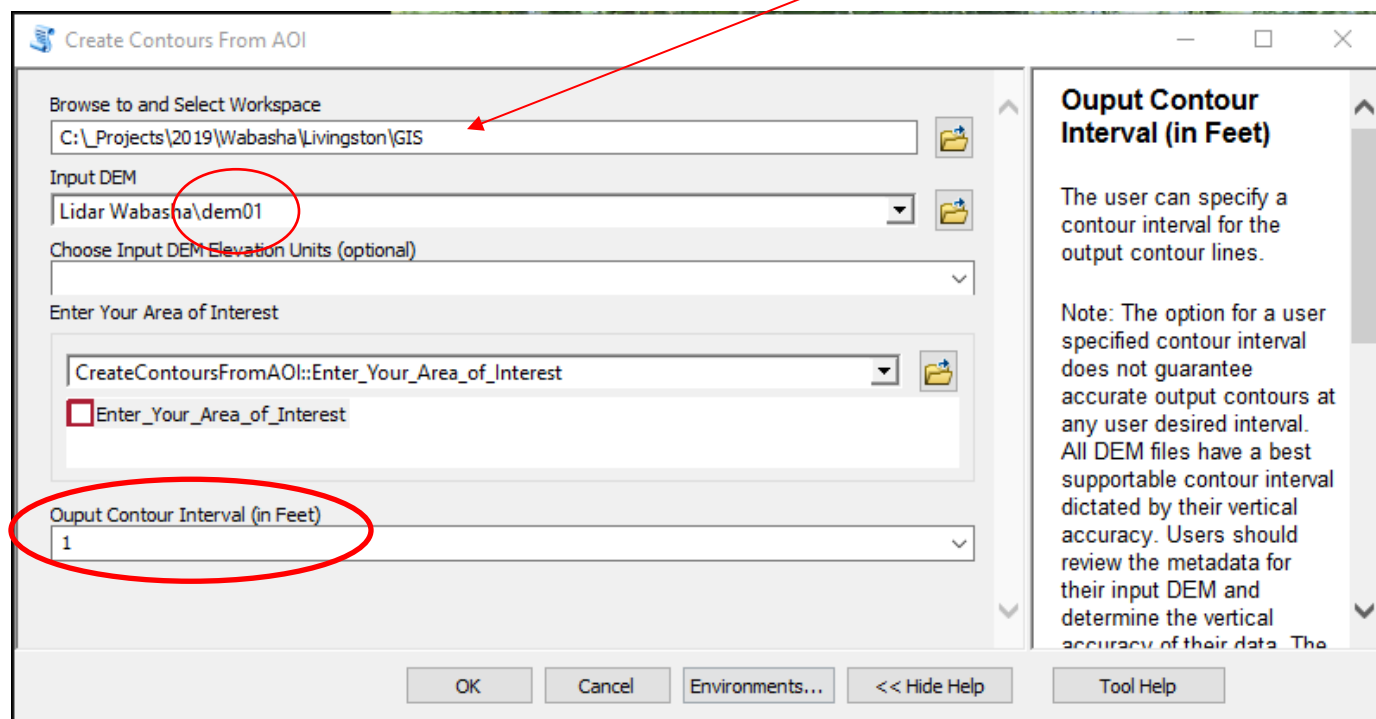 Create Contours From AOI
Browse to and Select Workspace
C:\_Projects\2019\Wabasha\Livingston\GIS
Input DEM
Lidar Wabasha\dem01
Choose Input DEM Elevation Units (optional)
Enter Your Area of Interest
CreateContoursFromAOI::Enter_Your_Area_of_Interest
Enter_Your_Area_of_Interest
Ouput Contour Interval (in Feet)
1
Ouput Contour
Interval (in Feet)
The user can specify a
contour interval for the
output contour lines.
Note: The option for a user
specified contour interval
does not guarantee
accurate output contours at
any user desired interval.
All DEM files have a best
supportable contour interval
dictated by their vertical
accuracy. Users should
review the metadata for
their input DEM and
determine the vertical
accuracy of their data. The
OK
Cancel
Environments...
<< Hide Help
Tool Help